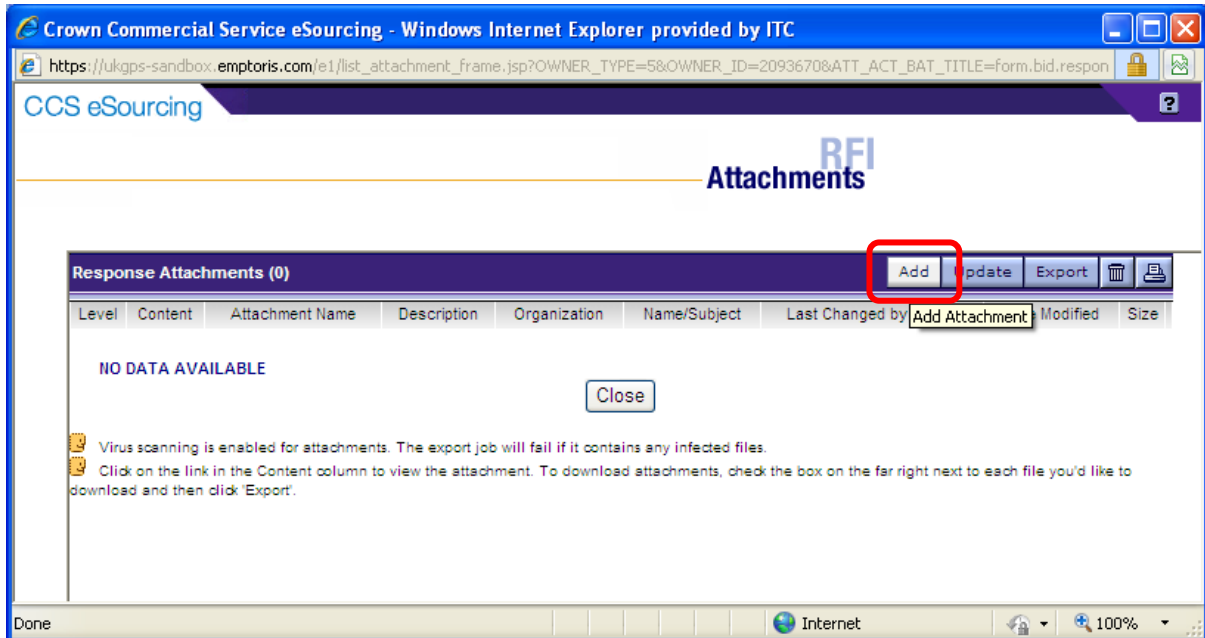 Crown Commercial Service eSourcing - Windows Internet Explorer provided by ITC
https://ukgps-sandbox.emptoris.com/e1/list_attachment_frame.jsp?OWNER_TYPE=5&OWNER_ID=2093670&ATT_ACT_BAT_TITLE=form.bid.respon
CCS eSourcing
?
RFI
Attachments
Response Attachments (0) Add Update Export
Level Content Attachment Name Description Organization Name/Subject Last Changed by Add Attachment Modified Size
NO DATA AVAILABLE
Close
Virus scanning is enabled for attachments. The export job will fail if it contains any infected files.
Click on the link in the Content column to view the attachment. To download attachments, check the box on the far right next to each file you'd like to
download and then click 'Export'.
Done Internet 100%